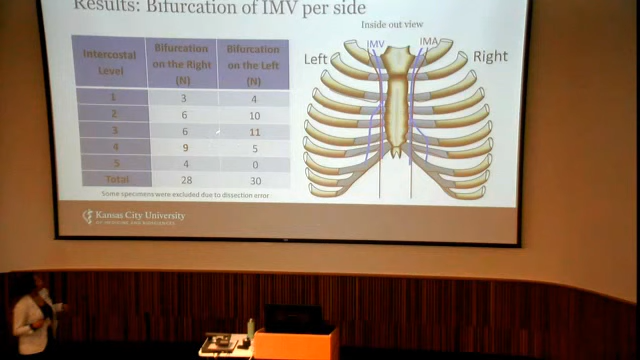 Results: Bifurcation of IMV per side
Inside out view
Intercostal Level
Bifurcation on the Right (N)
Bifurcation on the Left (N)
1 3 4
2 6 10
3 6 11
4 9 5
5 4 0
Total 28 30
Some specimens were excluded due to dissection error
IMV
IMA
Left
Right
Kansas City University